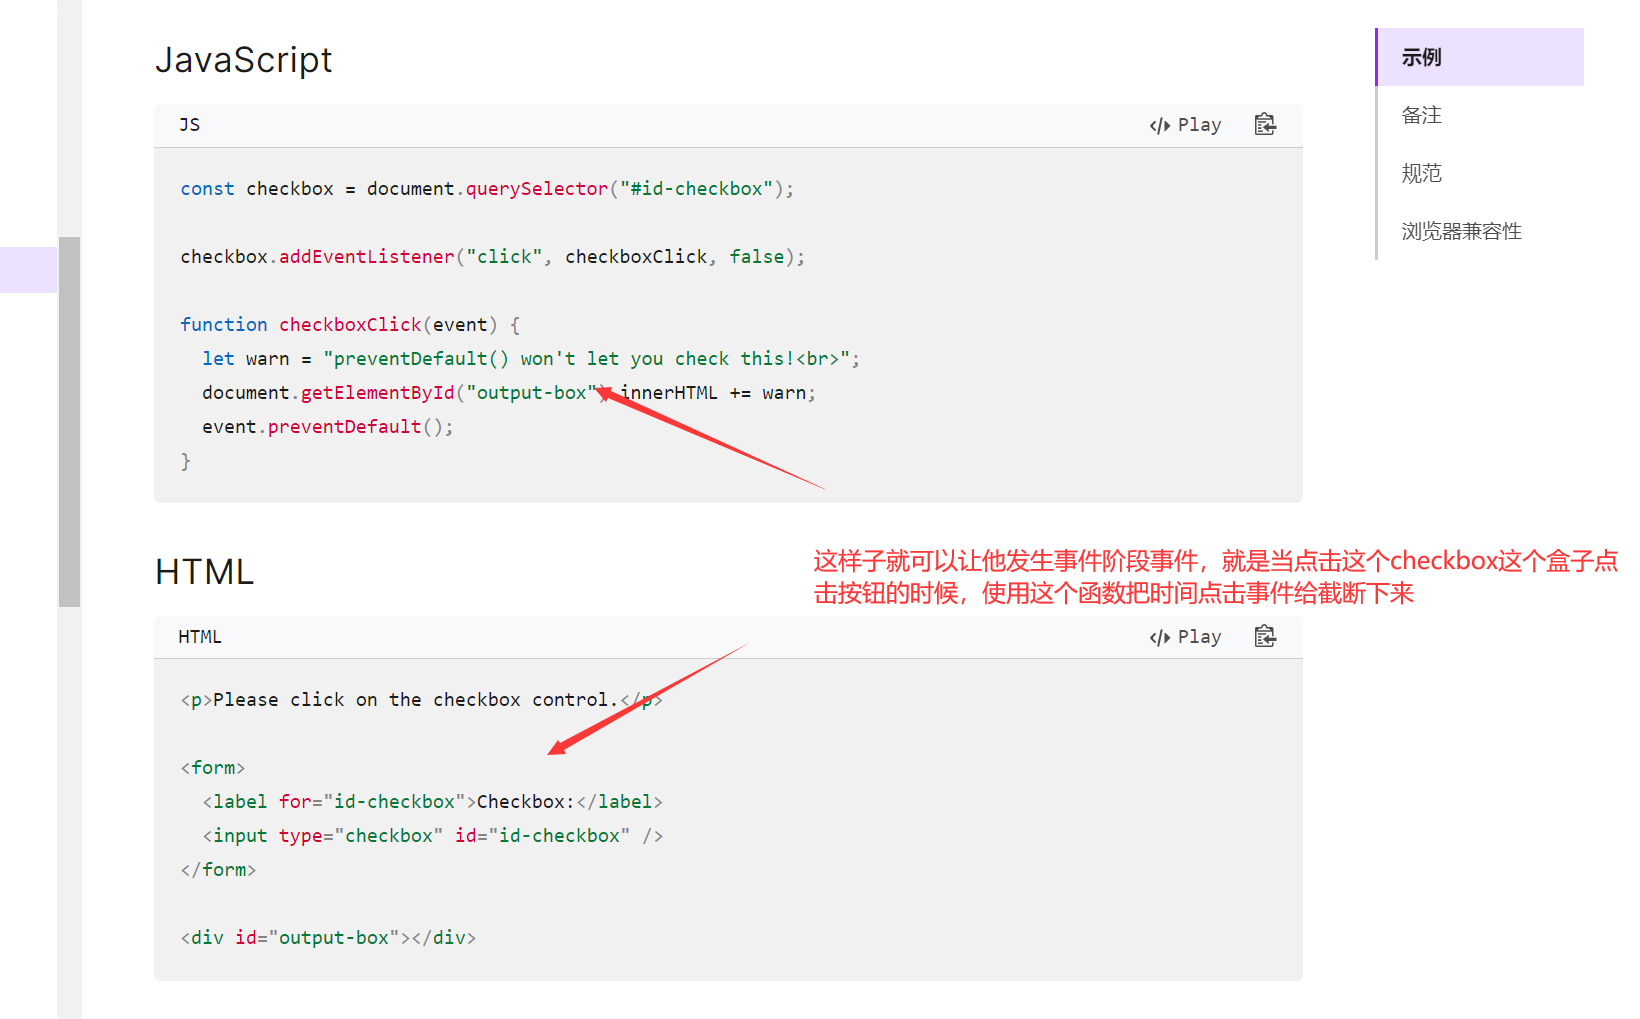 JavaScript
JS
Play
const checkbox = document.querySelector("#id-checkbox");
checkbox.addEventListener("click", checkboxClick, false);
function checkboxClick(event) {
let warn = "preventDefault() won't let you check this!<br>";
document.getElementById("output-box").innerHTML += warn;
event.preventDefault();
}
示例
备注
规范
浏览器兼容性
这样子就可以让他发生事件阶段事件，就是当点击这个checkbox这个盒子点
击按钮的时候，使用这个函数把时间点击事件给截断下来
HTML
HTML
Play
<p>Please click on the checkbox control.</p>
<form>
<label for="id-checkbox">Checkbox:</label>
<input type="checkbox" id="id-checkbox" />
</form>
<div id="output-box"></div>